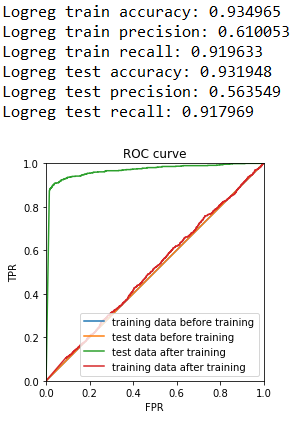 Logreg train accuracy: 0.934965
Logreg train precision: 0.610053
Logreg train recall: 0.919633
Logreg test accuracy: 0.931948
Logreg test precision: 0.563549
Logreg test recall: 0.917969
ROC curve
1.0
0.8
0.6
0.4
0.2
0.0
TPR
training data before training
test data before training
test data after training
training data after training
0.0 0.2 0.4 0.6 0.8 1.0
FPR